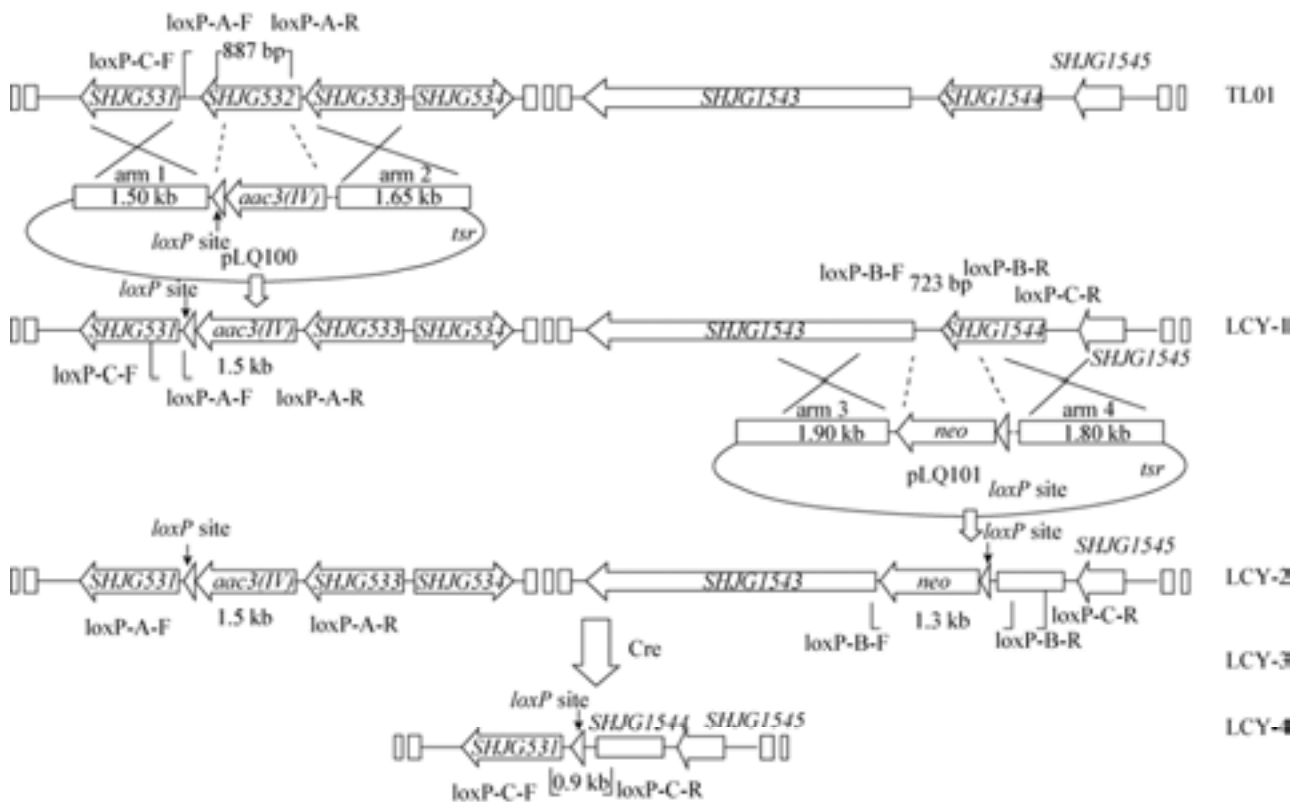 loxP-A-F loxP-A-R
loxP-C-F 887 bp SHJG1545
SHJG531 SHJG532 SHJG533 SHJG534 SHJG1543 SHJG1544 TL01
arm 1 arm 2
1.50 kb aac3(IV) 1.65 kb
loxP site tsr
pLQ100
loxP site loxP-B-F 723 bp loxP-B-R
loxP-C-R
SHJG531 aac3(IV) SHJG533 SHJG534 SHJG1543 SHJG1544 LCY-1
loxP-C-F 1.5 kb SHJG1545
loxP-A-F loxP-A-R
arm 3 arm 4
1.90 kb neo 1.80 kb
pLQ101 tsr
loxP site
loxP site loxP site SHJG1545
SHJG531 aac3(IV) SHJG533 SHJG534 SHJG1543 neo LCY-2
loxP-A-F 1.5 kb loxP-A-R loxP-B-F 1.3 kb loxP-B-R loxP-C-R
Cre LCY-3
loxP site
SHJG1544 SHJG1545 LCY-4
SHJG531
loxP-C-F 0.9 kb loxP-C-R